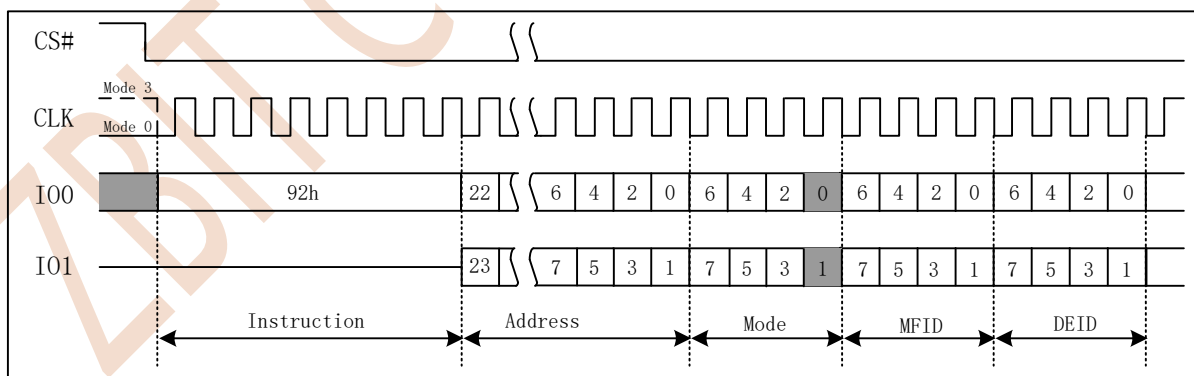 CS#
Mode 3
CLK
Mode 0
IO0 92h 22 6 4 2 0 6 4 2 0 6 4 2 0 6 4 2 0
IO1 23 7 5 3 1 7 5 3 1 7 5 3 1 7 5 3 1
Instruction Address Mode MFID DEID
ZBIT C